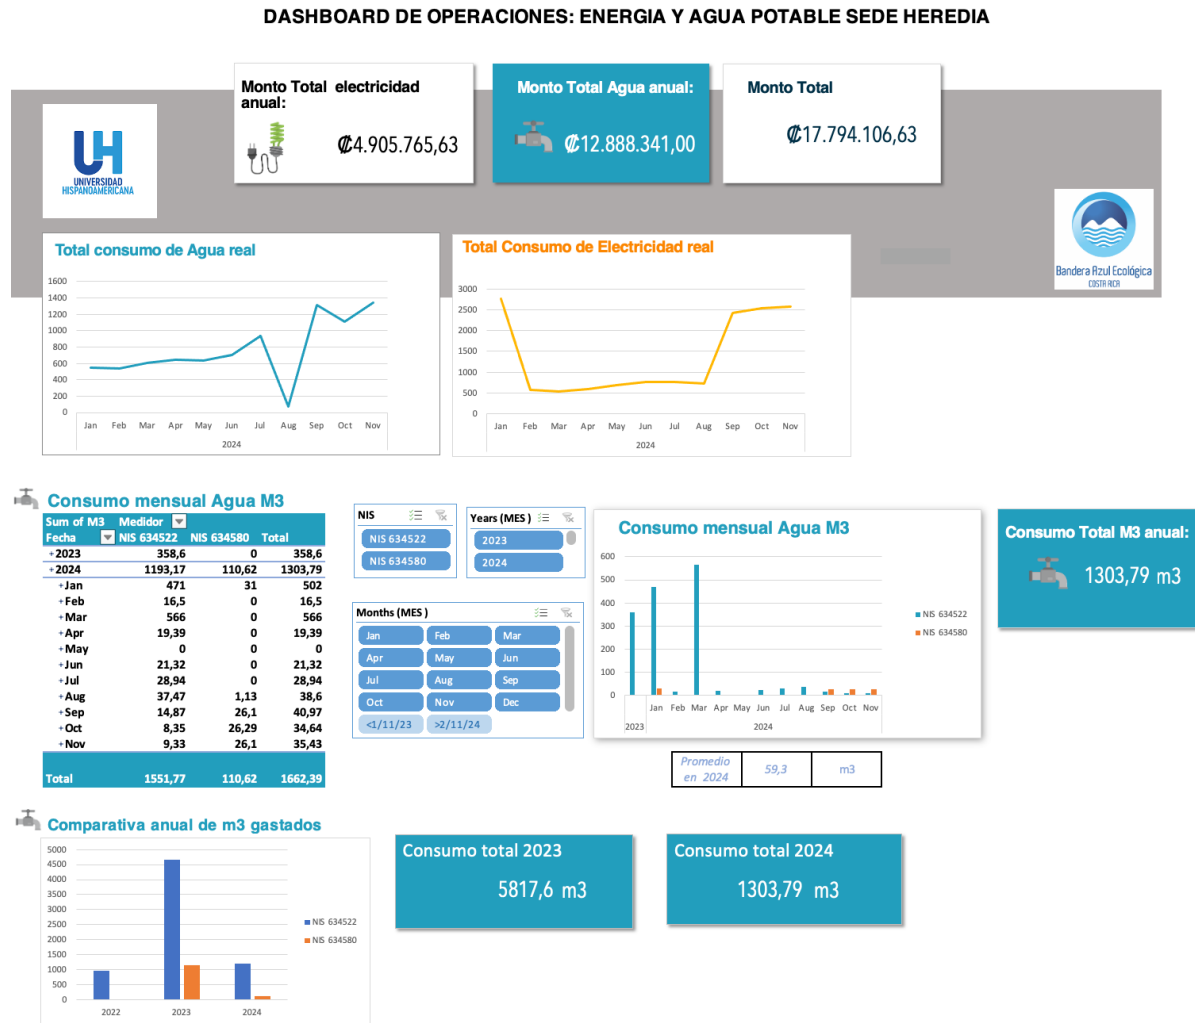 DASHBOARD DE OPERACIONES: ENERGIA Y AGUA POTABLE SEDE HEREDIA
Monto Total electricidad
anual:
₡4.905.765,63
Monto Total Agua anual:
₡12.888.341,00
Monto Total
₡17.794.106,63
UH
UNIVERSIDAD
HISPANOAMERICANA
Bandera Azul Ecológica
COSTA RICA
Total consumo de Agua real
1600
1400
1200
1000
800
600
400
200
0
Jan Feb Mar Apr May Jun Jul Aug Sep Oct Nov
2024
Total Consumo de Electricidad real
3000
2500
2000
1500
1000
500
0
Jan Feb Mar Apr May Jun Jul Aug Sep Oct Nov
2024
Consumo mensual Agua M3
Sum of M3 Medidor
Fecha NIS 634522 NIS 634580 Total
+2023 358,6 0 358,6
+2024 1193,17 110,62 1303,79
+Jan 471 31 502
+Feb 16,5 0 16,5
+Mar 566 0 566
+Apr 19,39 0 19,39
+May 0 0 0
+Jun 21,32 0 21,32
+Jul 28,94 0 28,94
+Aug 37,47 1,13 38,6
+Sep 14,87 26,1 40,97
+Oct 8,35 26,29 34,64
+Nov 9,33 26,1 35,43
Total 1551,77 110,62 1662,39
NIS
NIS 634522
NIS 634580
Years (MES )
2023
2024
Months (MES )
Jan Feb Mar
Apr May Jun
Jul Aug Sep
Oct Nov Dec
<1/11/23 >2/11/24
Consumo mensual Agua M3
600
500
400
300
200
100
0
Jan Feb Mar Apr May Jun Jul Aug Sep Oct Nov
2023 2024
NIS 634522
NIS 634580
Promedio
en 2024
59,3
m3
Consumo Total M3 anual:
1303,79 m3
Comparativa anual de m3 gastados
5000
4500
4000
3500
3000
2500
2000
1500
1000
500
0
2022 2023 2024
NIS 634522
NIS 634580
Consumo total 2023
5817,6 m3
Consumo total 2024
1303,79 m3